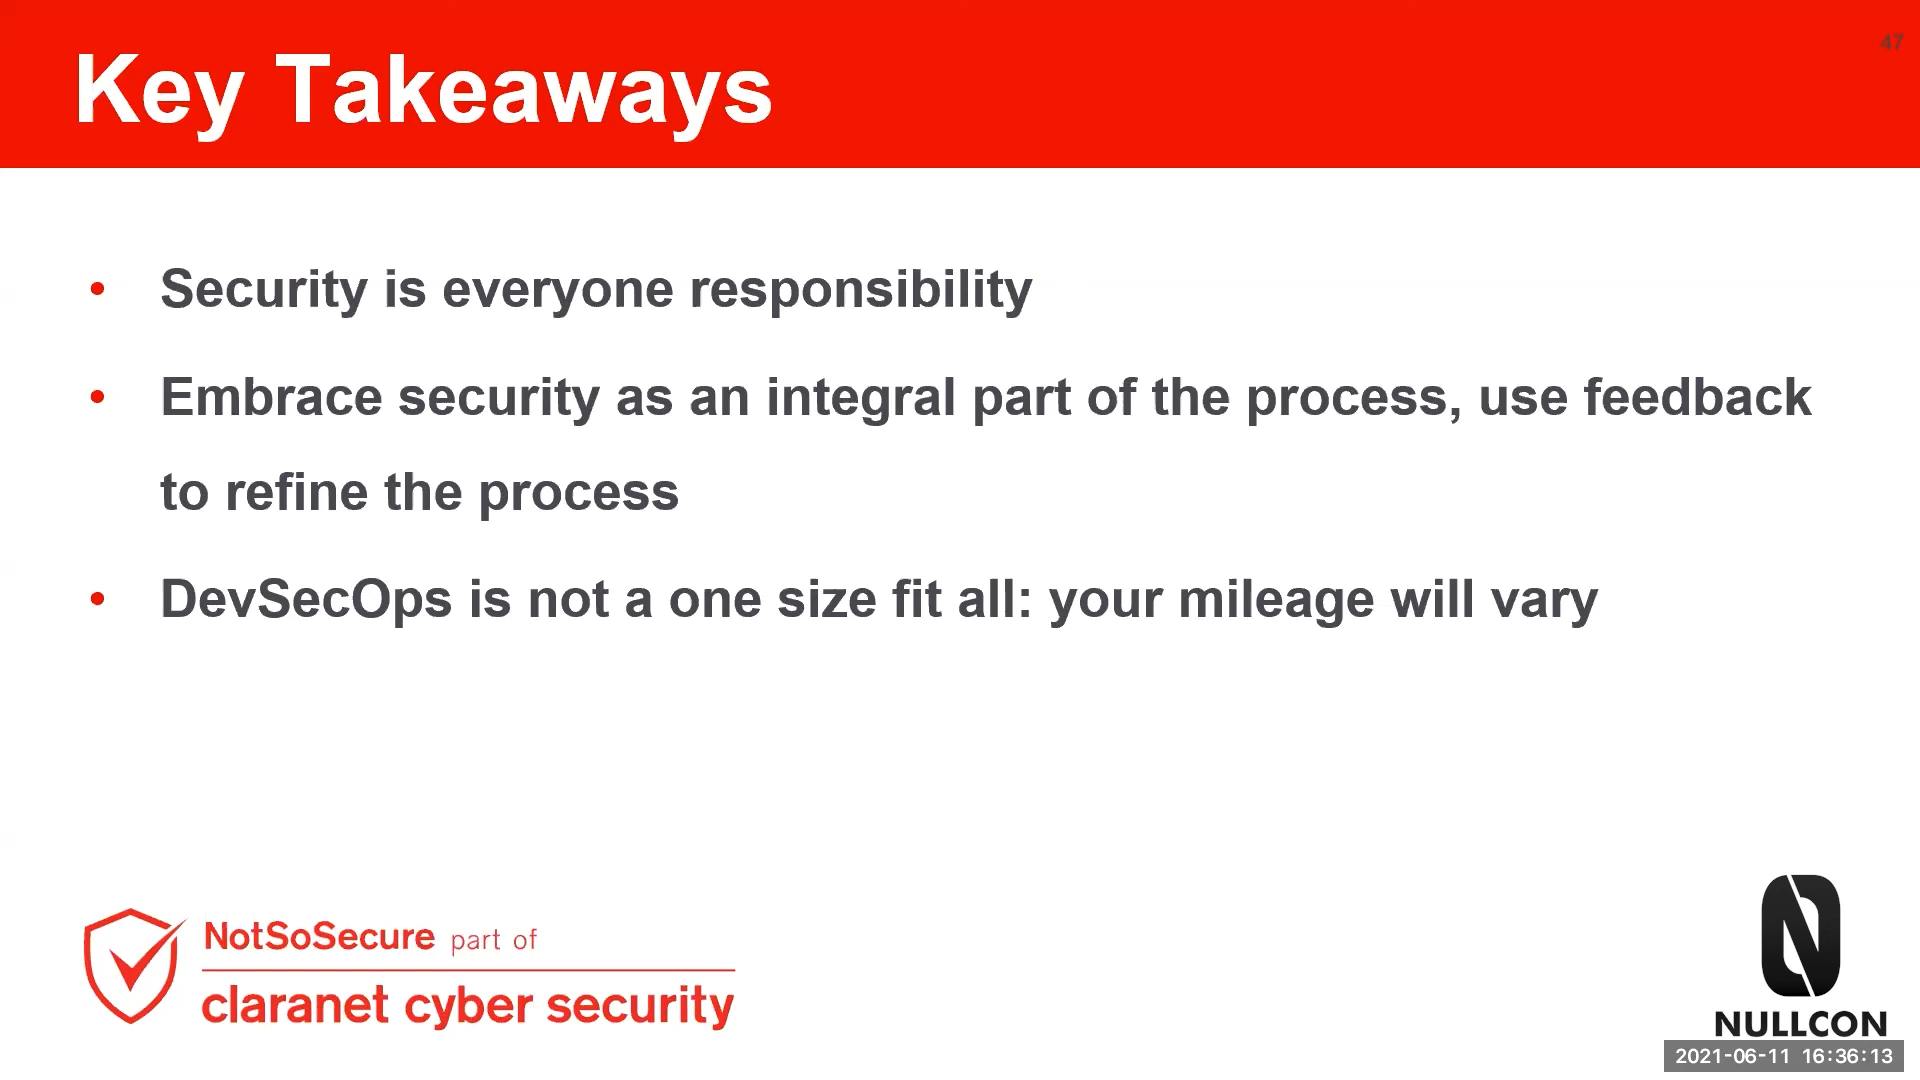 47
Key Takeaways
• Security is everyone responsibility
• Embrace security as an integral part of the process, use feedback
to refine the process
• DevSecOps is not a one size fit all: your mileage will vary
NotSoSecure part of
claranet cyber security
NULLCON
2021-06-11 16:36:13